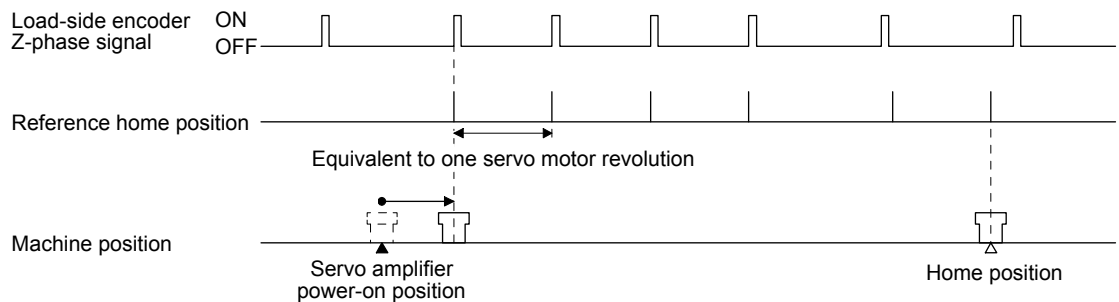 Load-side encoder ON
Z-phase signal OFF
Reference home position
Equivalent to one servo motor revolution
Machine position
Servo amplifier
power-on position
Home position